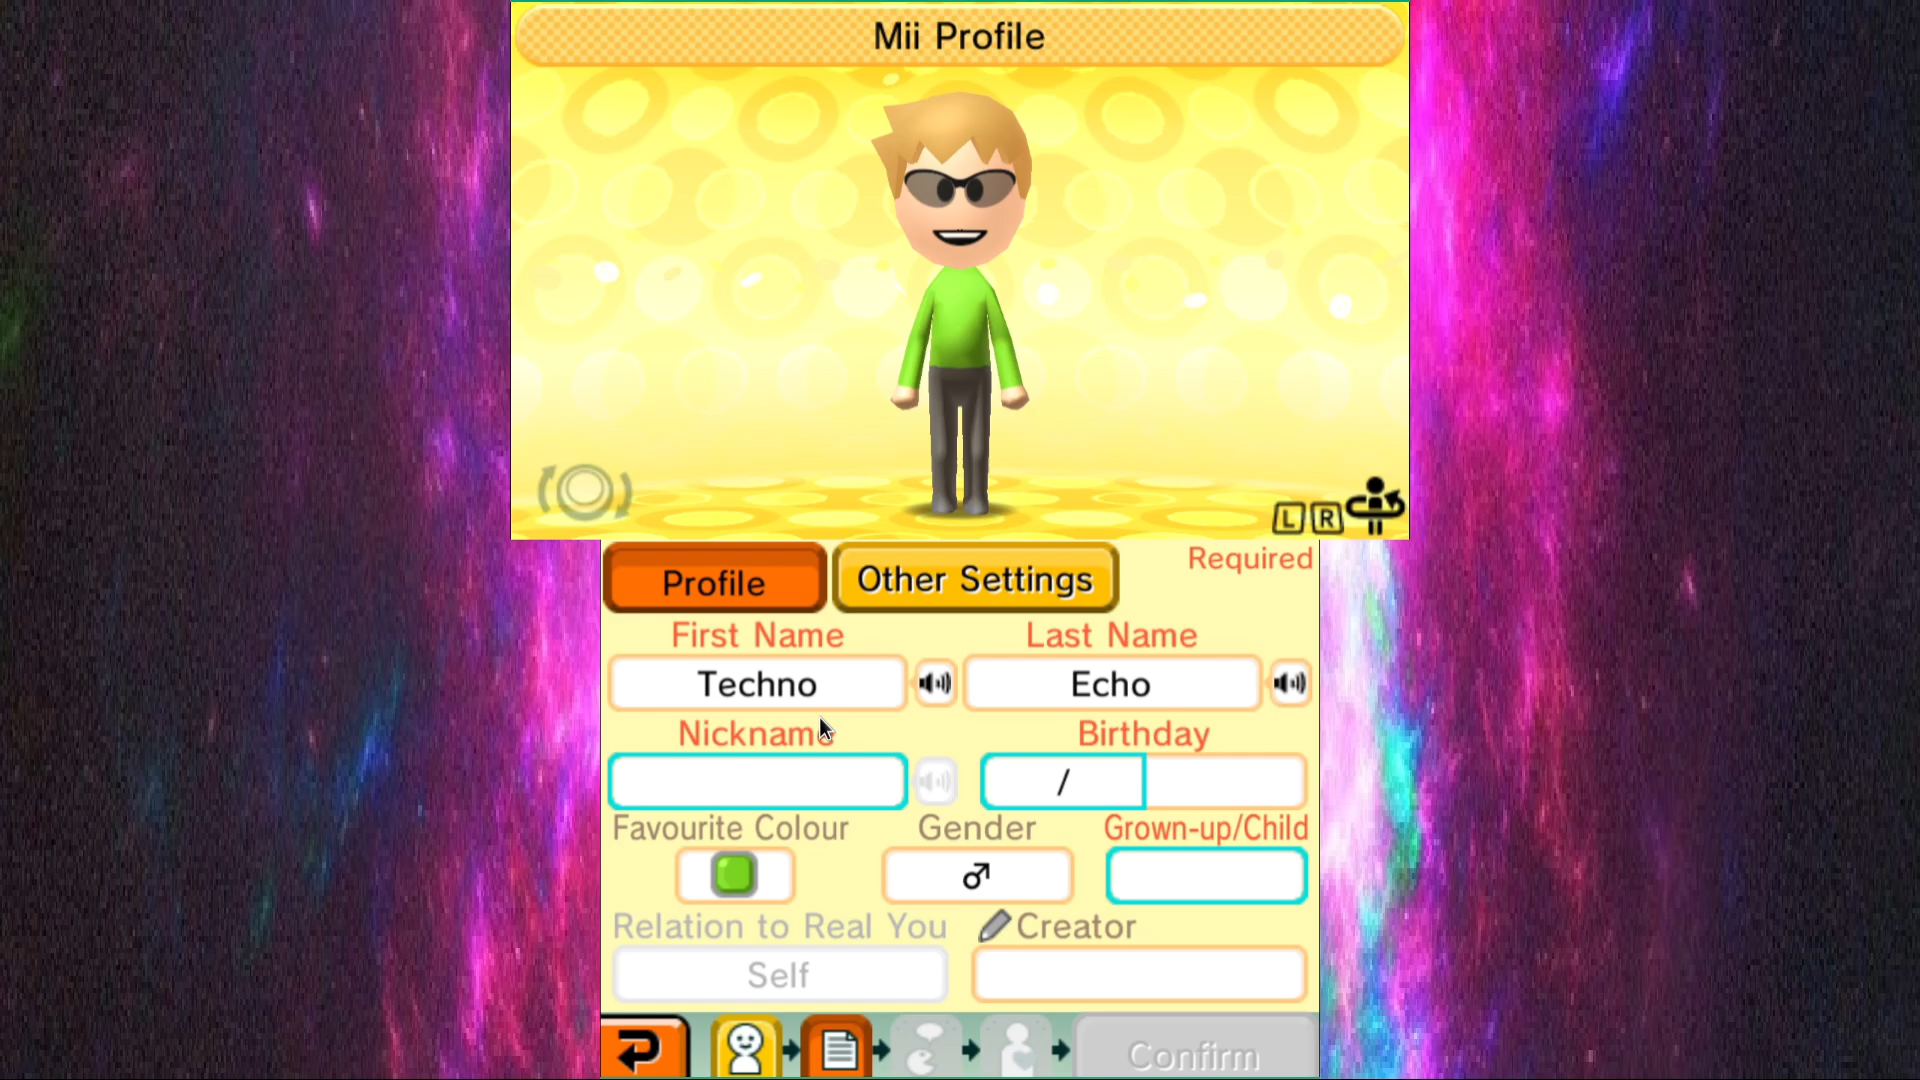 Mii Profile
L R
Profile
Other Settings
Required
First Name
Last Name
Techno
Echo
Nickname
Birthday
/
Favourite Colour
Gender
Grown-up/Child
♂
Relation to Real You
Creator
Self
Confirm